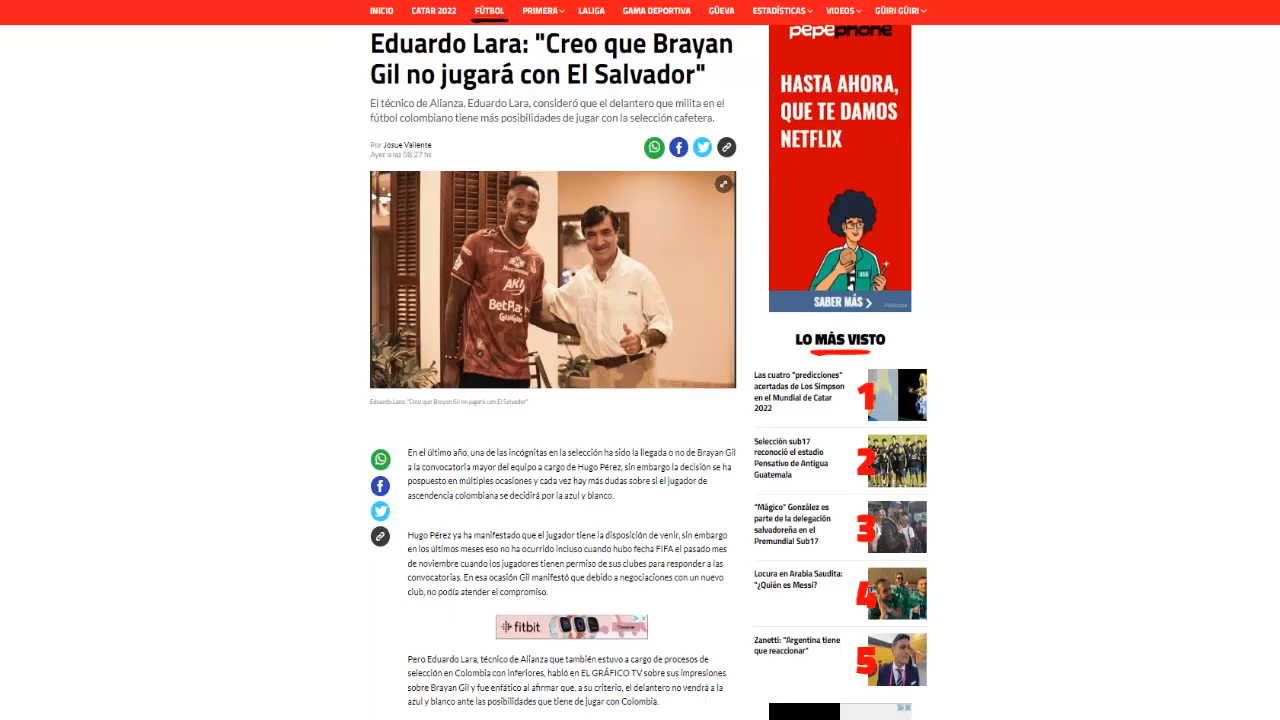 INICIO CATAR 2022 FÚTBOL PRIMERA LALIGA GAMA DEPORTIVA GÜEVA ESTADÍSTICAS VIDEOS GÜIRI GÜIRI
Eduardo Lara: "Creo que Brayan
Gil no jugará con El Salvador"
El técnico de Alianza, Eduardo Lara, consideró que el delantero que milita en el
fútbol colombiano tiene más posibilidades de jugar con la selección cafetera.
Por Josue Valiente
Ayer a las 08:27 hs
AKI
BetPlay
Eduardo Lara: "Creo que Brayan Gil no jugará con El Salvador"
En el último año, una de las incógnitas en la selección ha sido la llegada o no de Brayan Gil
a la convocatoria mayor del equipo a cargo de Hugo Pérez, sin embargo la decisión se ha
pospuesto en múltiples ocasiones y cada vez hay más dudas sobre si el jugador de
ascendencia colombiana se decidirá por la azul y blanco.
Hugo Pérez ya ha manifestado que el jugador tiene la disposición de venir, sin embargo
en los últimos meses eso no ha ocurrido incluso cuando hubo fecha FIFA el pasado mes
de noviembre cuando los jugadores tienen permiso de sus clubes para responder a las
convocatorias. En esa ocasión Gil manifestó que debido a negociaciones con un nuevo
club, no podía atender el compromiso.
fitbit
Pero Eduardo Lara, técnico de Alianza que también estuvo a cargo de procesos de
selección en Colombia con inferiores, habló en EL GRÁFICO TV sobre sus impresiones
sobre Brayan Gil y fue enfático al afirmar que, a su criterio, el delantero no vendrá a la
azul y blanco ante las posibilidades que tiene de jugar con Colombia.
pepephone
HASTA AHORA,
QUE TE DAMOS
NETFLIX
SABER MÁS
Publicidad
LO MÁS VISTO
Las cuatro "predicciones"
acertadas de Los Simpson
en el Mundial de Catar
2022
1
Selección sub17
reconoció el estadio
Pensativo de Antigua
Guatemala
2
"Mágico" González es
parte de la delegación
salvadoreña en el
Premundial Sub17
3
Locura en Arabia Saudita:
"¿Quién es Messi?
4
Zanetti: "Argentina tiene
que reaccionar"
5